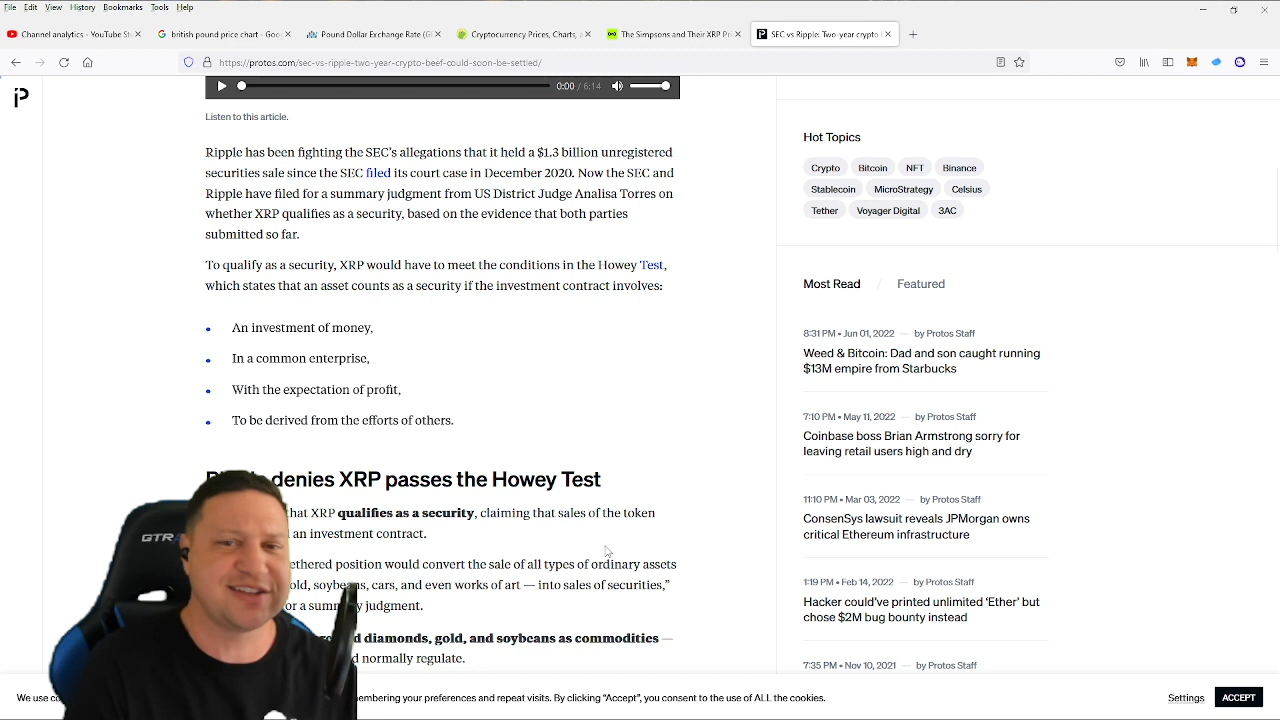 File Edit View History Bookmarks Tools Help
Channel analytics - YouTube St
british pound price chart - Goo
Pound Dollar Exchange Rate (G
Cryptocurrency Prices, Charts, a
The Simpsons and Their XRP Pr
SEC vs Ripple: Two-year crypto
https://protos.com/sec-vs-ripple-two-year-crypto-beef-could-soon-be-settled/
0:00 / 6:14
Listen to this article.
Ripple has been fighting the SEC's allegations that it held a $1.3 billion unregistered
securities sale since the SEC filed its court case in December 2020. Now the SEC and
Ripple have filed for a summary judgment from US District Judge Analisa Torres on
whether XRP qualifies as a security, based on the evidence that both parties
submitted so far.
To qualify as a security, XRP would have to meet the conditions in the Howey Test,
which states that an asset counts as a security if the investment contract involves:
An investment of money,
In a common enterprise,
With the expectation of profit,
To be derived from the efforts of others.
denies XRP passes the Howey Test
hat XRP qualifies as a security, claiming that sales of the token
an investment contract.
ethered position would convert the sale of all types of ordinary assets
old, soybeans, cars, and even works of art — into sales of securities,"
or a summary judgment.
d diamonds, gold, and soybeans as commodities —
d normally regulate.
GTR
Hot Topics
Crypto Bitcoin NFT Binance
Stablecoin MicroStrategy Celsius
Tether Voyager Digital 3AC
Most Read / Featured
8:31 PM • Jun 01, 2022 — by Protos Staff
Weed & Bitcoin: Dad and son caught running
$13M empire from Starbucks
7:10 PM • May 11, 2022 — by Protos Staff
Coinbase boss Brian Armstrong sorry for
leaving retail users high and dry
11:10 PM • Mar 03, 2022 — by Protos Staff
ConsenSys lawsuit reveals JPMorgan owns
critical Ethereum infrastructure
1:19 PM • Feb 14, 2022 — by Protos Staff
Hacker could've printed unlimited 'Ether' but
chose $2M bug bounty instead
7:35 PM • Nov 10, 2021 — by Protos Staff
We use co
embering your preferences and repeat visits. By clicking "Accept", you consent to the use of ALL the cookies.
Settings ACCEPT